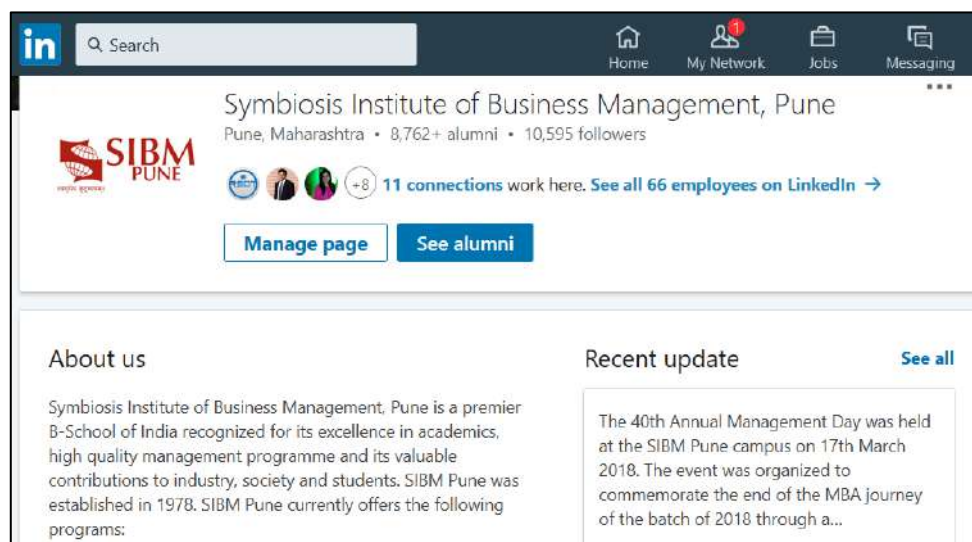 in
Search
Home
1
My Network
Jobs
Messaging
Symbiosis Institute of Business Management, Pune
Pune, Maharashtra • 8,762+ alumni • 10,595 followers
SIBM
PUNE
+8
11 connections work here. See all 66 employees on LinkedIn →
Manage page
See alumni
About us
Symbiosis Institute of Business Management, Pune is a premier
B-School of India recognized for its excellence in academics,
high quality management programme and its valuable
contributions to industry, society and students. SIBM Pune was
established in 1978. SIBM Pune currently offers the following
programs:
Recent update
See all
The 40th Annual Management Day was held
at the SIBM Pune campus on 17th March
2018. The event was organized to
commemorate the end of the MBA journey
of the batch of 2018 through a...